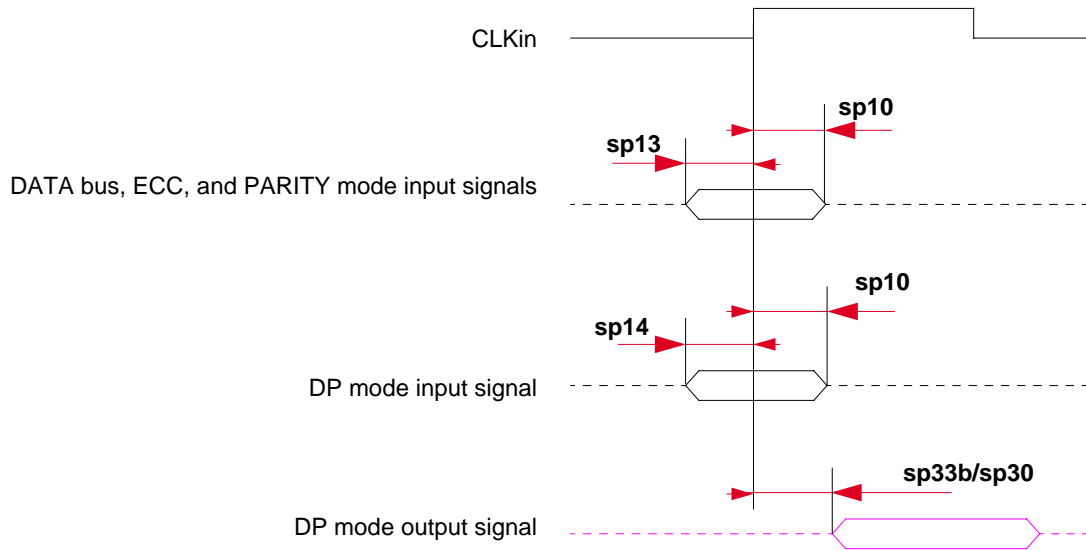 CLKin
sp10
sp13
DATA bus, ECC, and PARITY mode input signals
sp10
sp14
DP mode input signal
sp33b/sp30
DP mode output signal